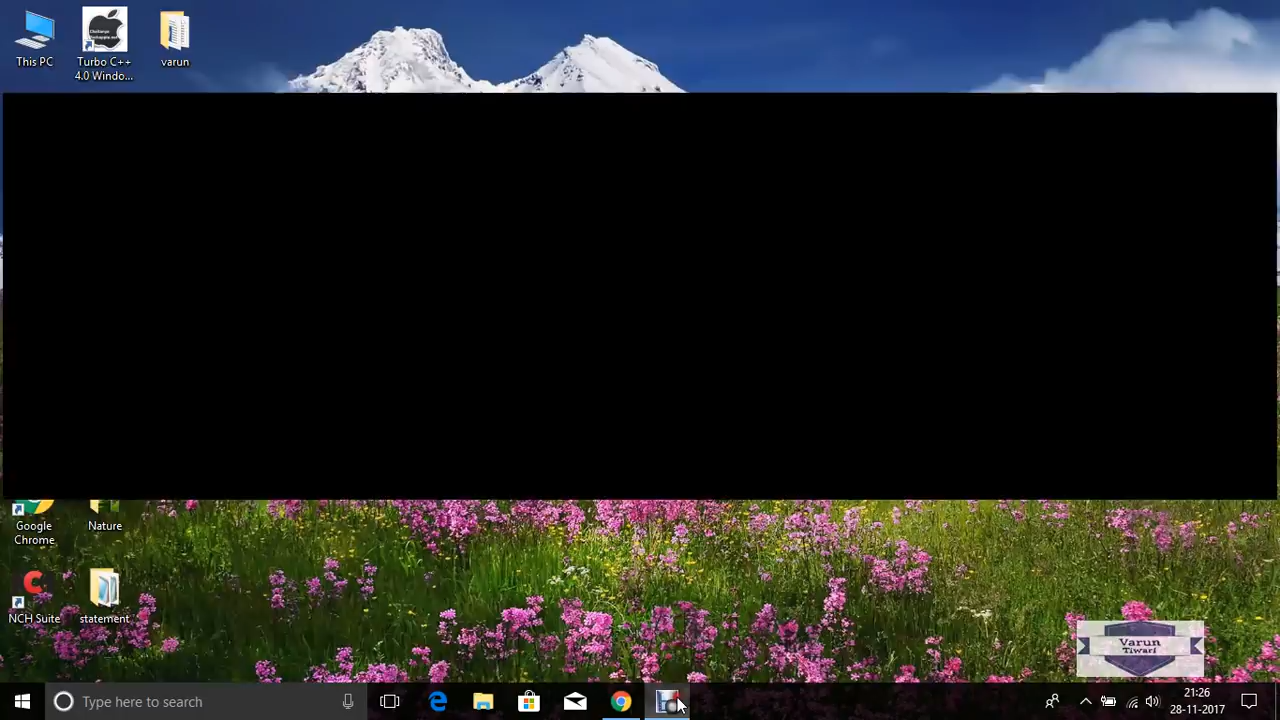 This PC
Turbo C++
4.0 Windo...
varun
Google
Chrome
Nature
NCH Suite
statement
Varun
Tiwari
Type here to search
21:26
28-11-2017